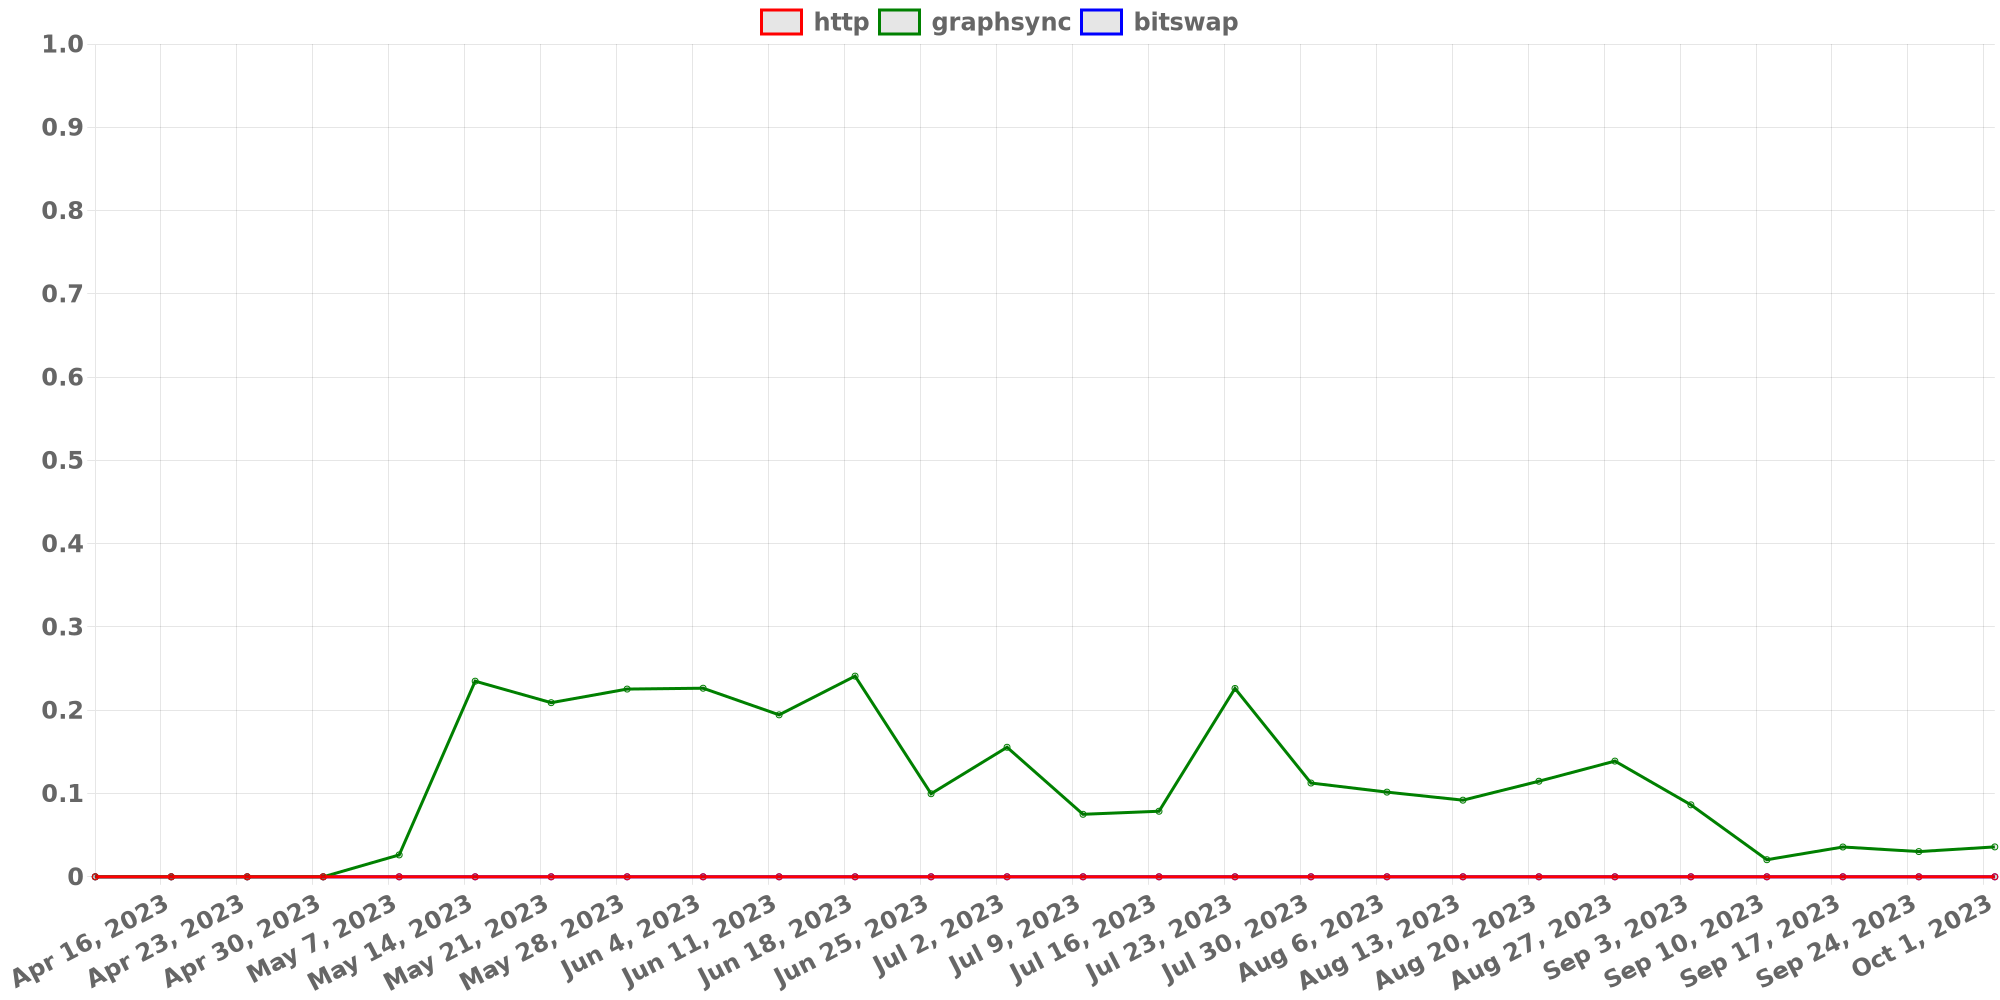 http graphsync bitswap
1.0
0.9
0.8
0.7
0.6
0.5
0.4
0.3
0.2
0.1
0
Apr 16, 2023
Apr 23, 2023
Apr 30, 2023
May 7, 2023
May 14, 2023
May 21, 2023
May 28, 2023
Jun 4, 2023
Jun 11, 2023
Jun 18, 2023
Jun 25, 2023
Jul 2, 2023
Jul 9, 2023
Jul 16, 2023
Jul 23, 2023
Jul 30, 2023
Aug 6, 2023
Aug 13, 2023
Aug 20, 2023
Aug 27, 2023
Sep 3, 2023
Sep 10, 2023
Sep 17, 2023
Sep 24, 2023
Oct 1, 2023